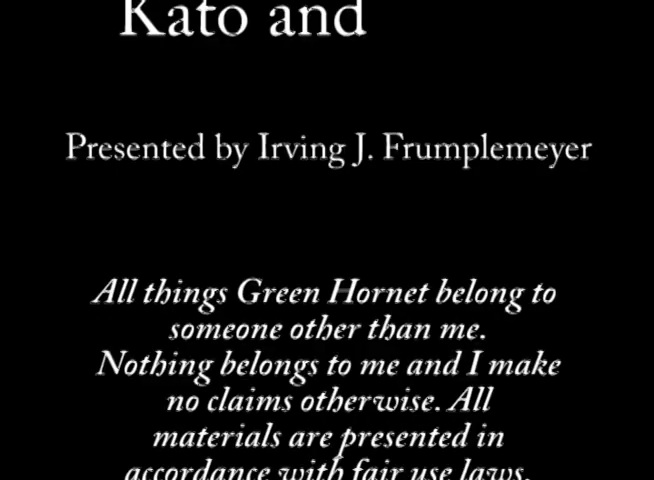 Kato and
Presented by Irving J. Frumplemeyer
All things Green Hornet belong to
someone other than me.
Nothing belongs to me and I make
no claims otherwise. All
materials are presented in
accordance with fair use laws.